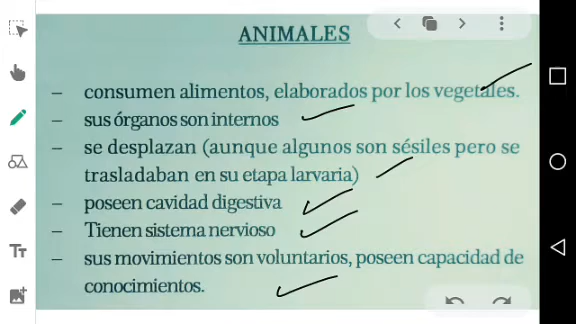 ANIMALES
– consumen alimentos, elaborados por los vegetales.
– sus órganos son internos
– se desplazan (aunque algunos son sésiles pero se
trasladaban en su etapa larvaria)
– poseen cavidad digestiva
– Tienen sistema nervioso
– sus movimientos son voluntarios, poseen capacidad de
conocimientos.
Tт